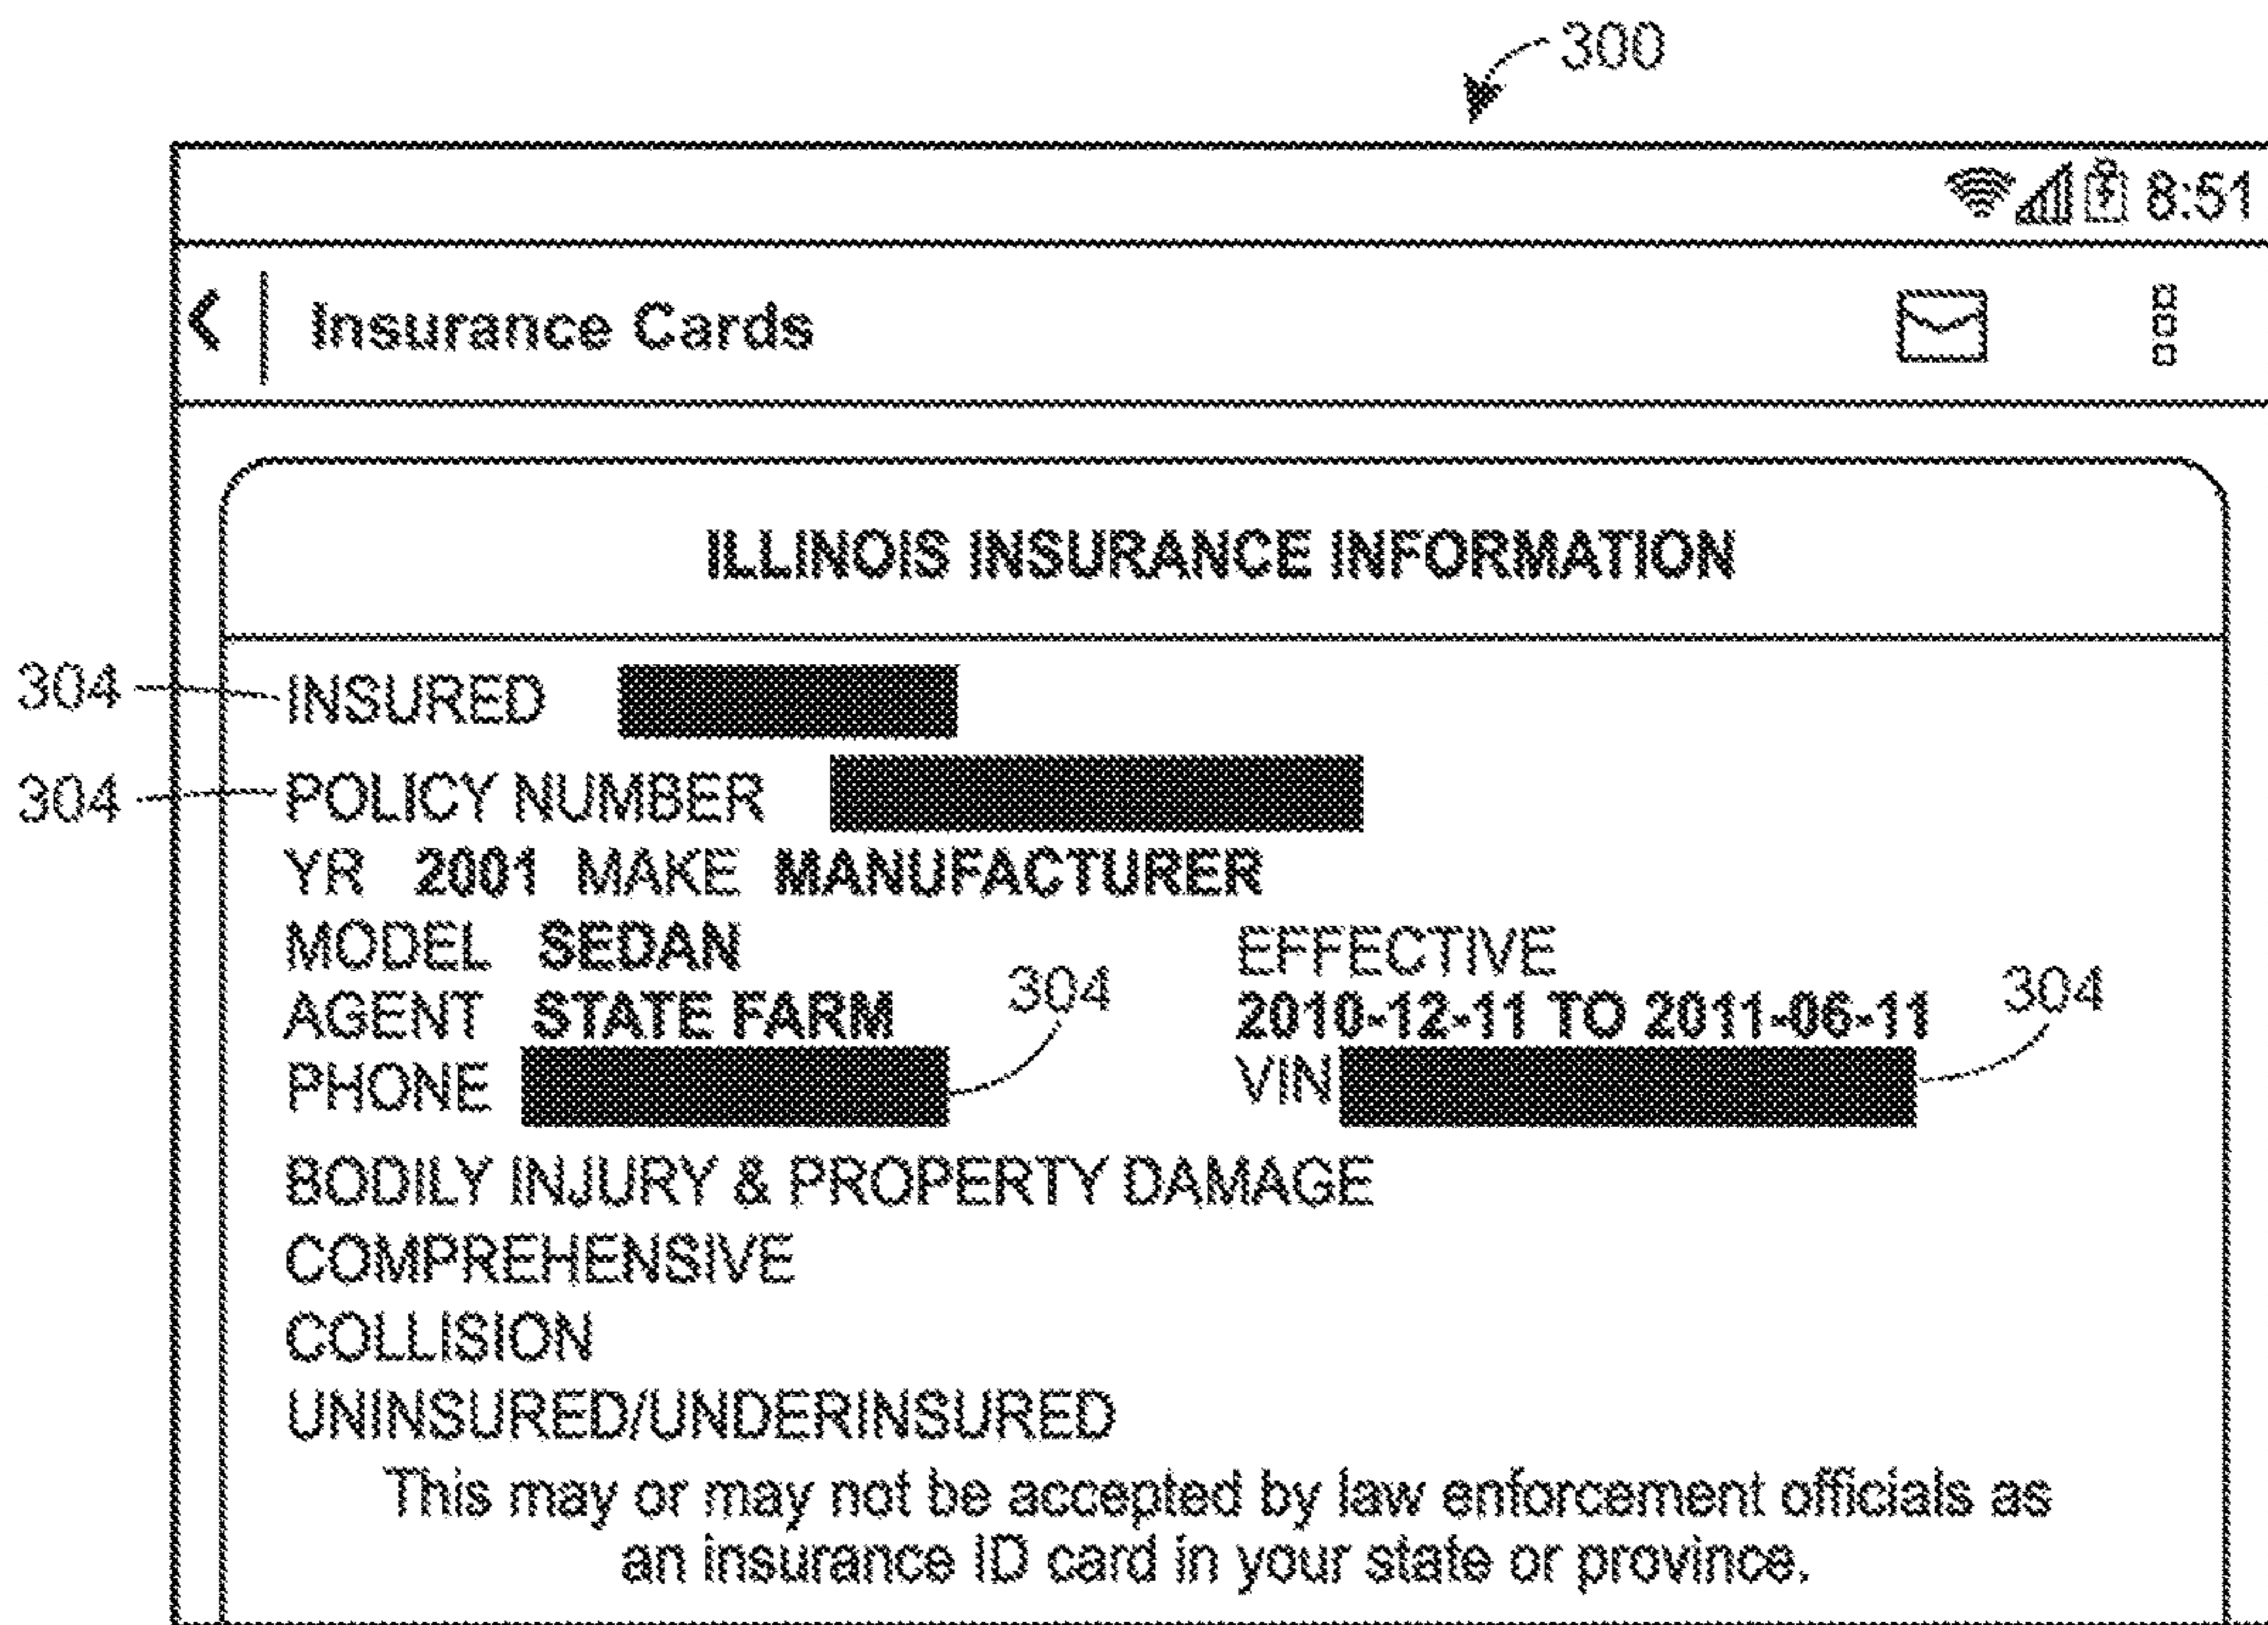 300
8:51
Insurance Cards
ILLINOIS INSURANCE INFORMATION
304 INSURED
304 POLICY NUMBER
YR 2001 MAKE MANUFACTURER
MODEL SEDAN
AGENT STATE FARM 304
PHONE
EFFECTIVE
2010-12-11 TO 2011-06-11 304
VIN
BODILY INJURY & PROPERTY DAMAGE
COMPREHENSIVE
COLLISION
UNINSURED/UNDERINSURED
This may or may not be accepted by law enforcement officials as
an insurance ID card in your state or province.